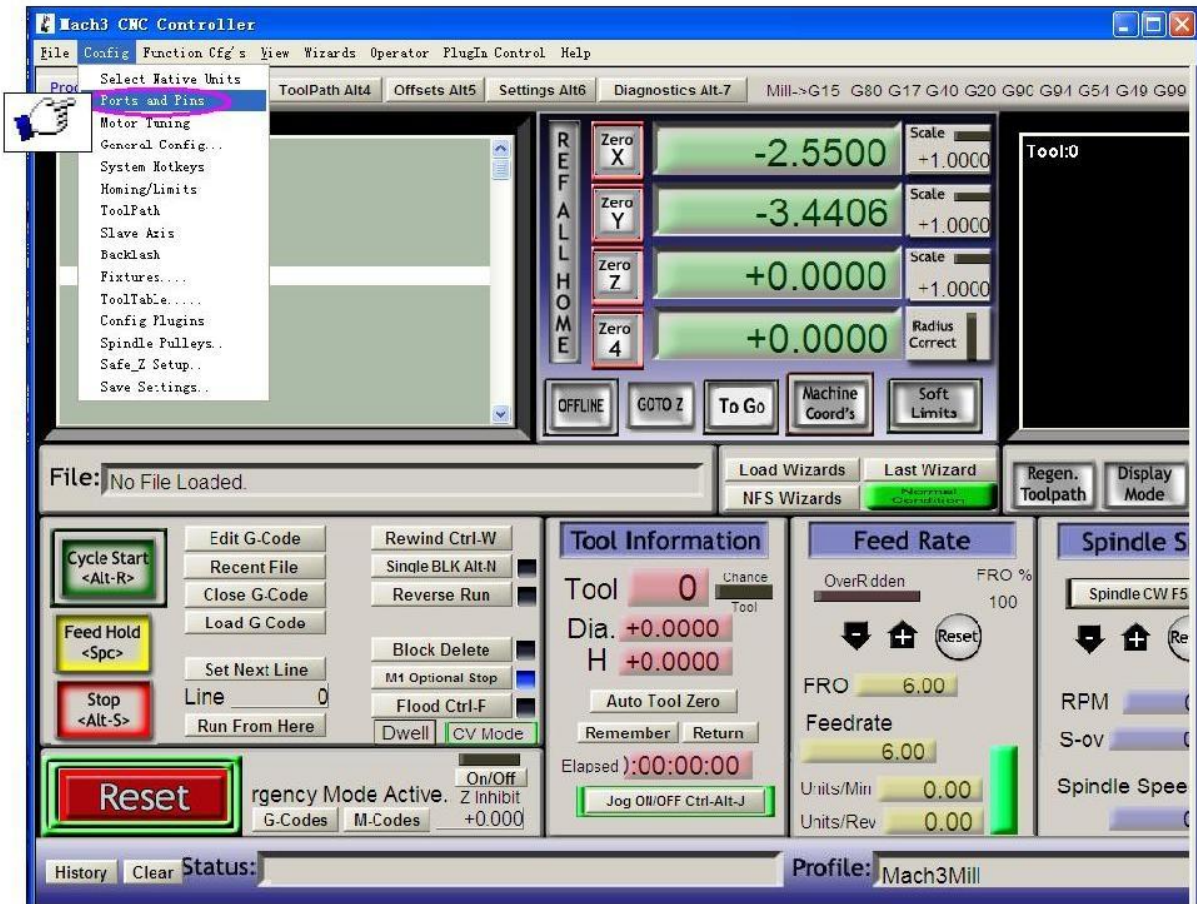 Mach3 CNC Controller
File Config Function Cfg's View Wizards Operator PlugIn Control Help
Select Native Units
Ports and Pins
Motor Tuning
General Config...
System Hotkeys
Homing/Limits
ToolPath
Slave Axis
Backlash
Fixtures....
ToolTable.....
Config Plugins
Spindle Pulleys..
Safe_Z Setup..
Save Settings..
ToolPath Alt4 Offsets Alt5 Settings Alt6 Diagnostics Alt-7 Mill->G15 G80 G17 G40 G20 G90 G94 G54 G49 G99
REF ALL HOME
Zero X -2.5500 Scale +1.0000
Zero Y -3.4406 Scale +1.0000
Zero Z +0.0000 Scale +1.0000
Zero 4 +0.0000 Radius Correct
OFFLINE GOTO Z To Go Machine Coord's Soft Limits
Tool:0
File: No File Loaded.
Load Wizards Last Wizard
NFS Wizards Normal Condition
Regen. Toolpath Display Mode
Cycle Start <Alt-R>
Feed Hold <Spc>
Stop <Alt-S>
Edit G-Code
Recent File
Close G-Code
Load G Code
Set Next Line
Line 0
Run From Here
Rewind Ctrl-W
Single BLK Alt-N
Reverse Run
Block Delete
M1 Optional Stop
Flood Ctrl-F
Dwell CV Mode
Reset
rgency Mode Active.
On/Off
Z Inhibit
+0.000
G-Codes M-Codes
Tool Information
Tool 0 Chance Tool
Dia. +0.0000
H +0.0000
Auto Tool Zero
Remember Return
Elapsed ):00:00:00
Jog ON/OFF Ctrl-Alt-J
Feed Rate
OverR dden FRO %
100
Reset
FRO 6.00
Feedrate
6.00
Units/Min 0.00
Units/Rev 0.00
Spindle S
Spindle CW F5
Re
RPM
S-ov
Spindle Spee
History Clear Status:
Profile: Mach3Mill